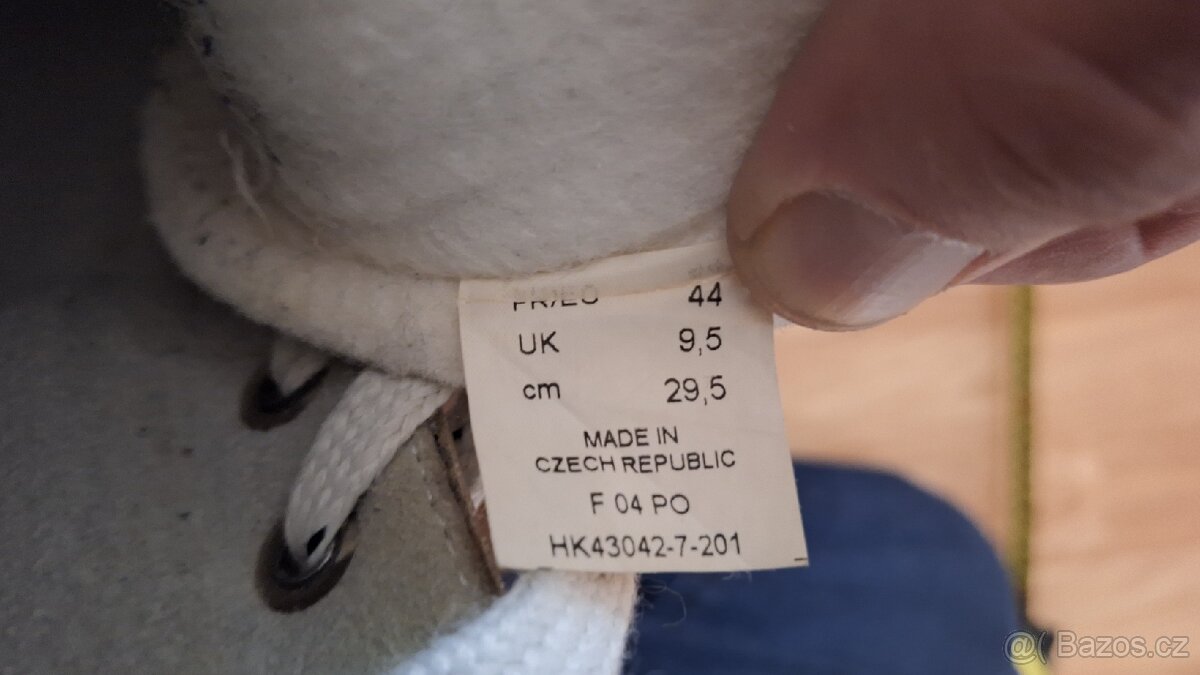 44
UK 9,5
cm 29,5
MADE IN
CZECH REPUBLIC
F 04 PO
HK43042-7-201
Bazos.cz